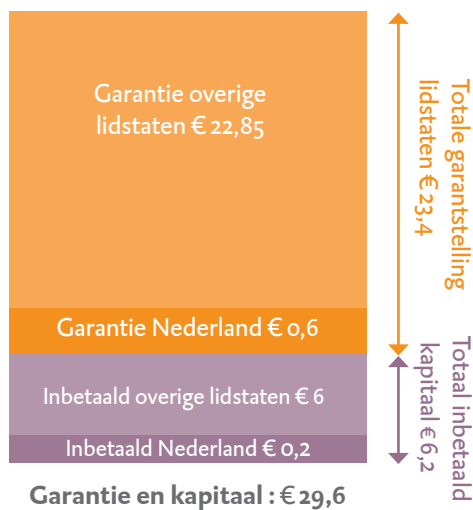 Garantie overige
lidstaten € 22,85
Garantie Nederland € 0,6
Inbetaald overige lidstaten € 6
Inbetaald Nederland € 0,2
Totale garantstelling
lidstaten € 23,4
Totaal inbetaald
kapitaal € 6,2
Garantie en kapitaal : € 29,6